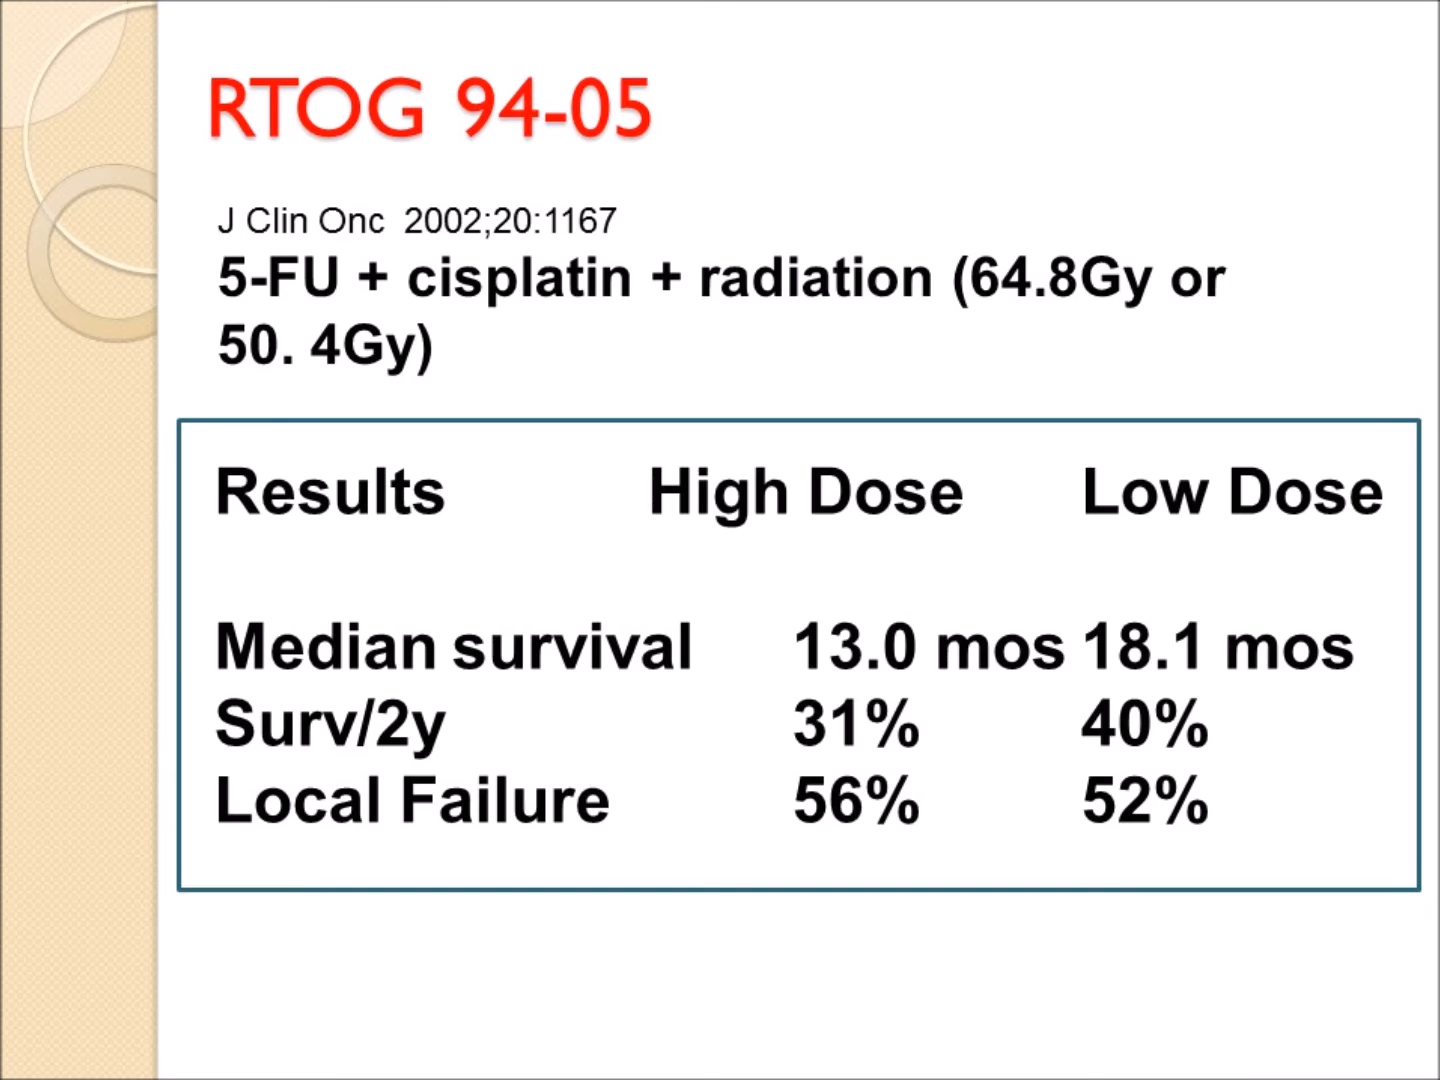 RTOG 94-05
J Clin Onc 2002;20:1167
5-FU + cisplatin + radiation (64.8Gy or
50. 4Gy)
Results High Dose Low Dose
Median survival 13.0 mos 18.1 mos
Surv/2y 31% 40%
Local Failure 56% 52%